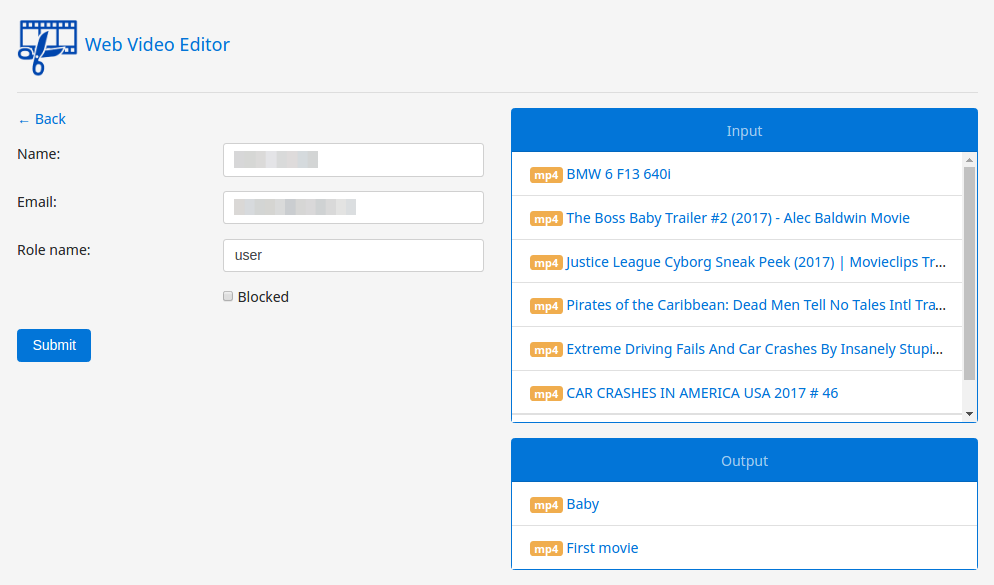 Web Video Editor
← Back
Name:
Email:
Role name:
user
Blocked
Submit
Input
mp4 BMW 6 F13 640i
mp4 The Boss Baby Trailer #2 (2017) - Alec Baldwin Movie
mp4 Justice League Cyborg Sneak Peek (2017) | Movieclips Tr...
mp4 Pirates of the Caribbean: Dead Men Tell No Tales Intl Tra...
mp4 Extreme Driving Fails And Car Crashes By Insanely Stupi...
mp4 CAR CRASHES IN AMERICA USA 2017 # 46
Output
mp4 Baby
mp4 First movie